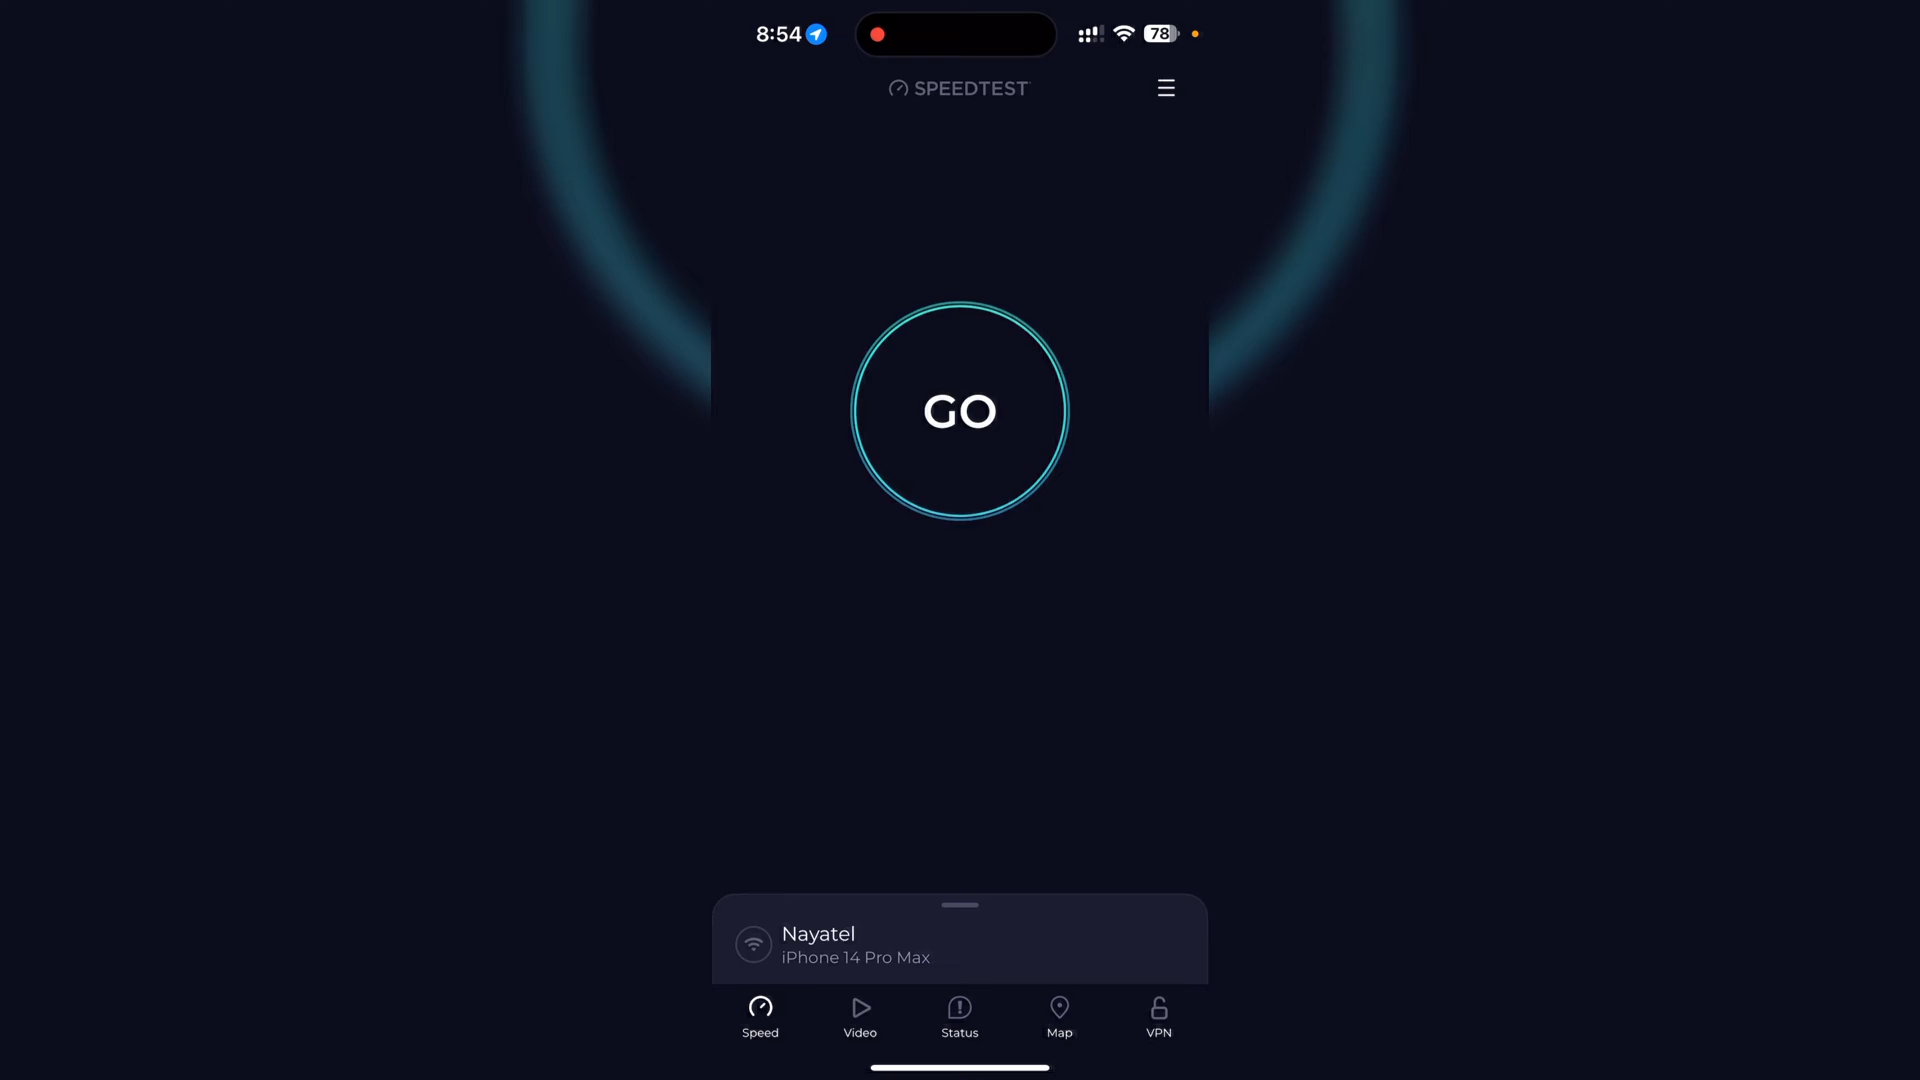 8:54
78
SPEEDTEST
GO
Nayatel
iPhone 14 Pro Max
Speed
Video
Status
Map
VPN